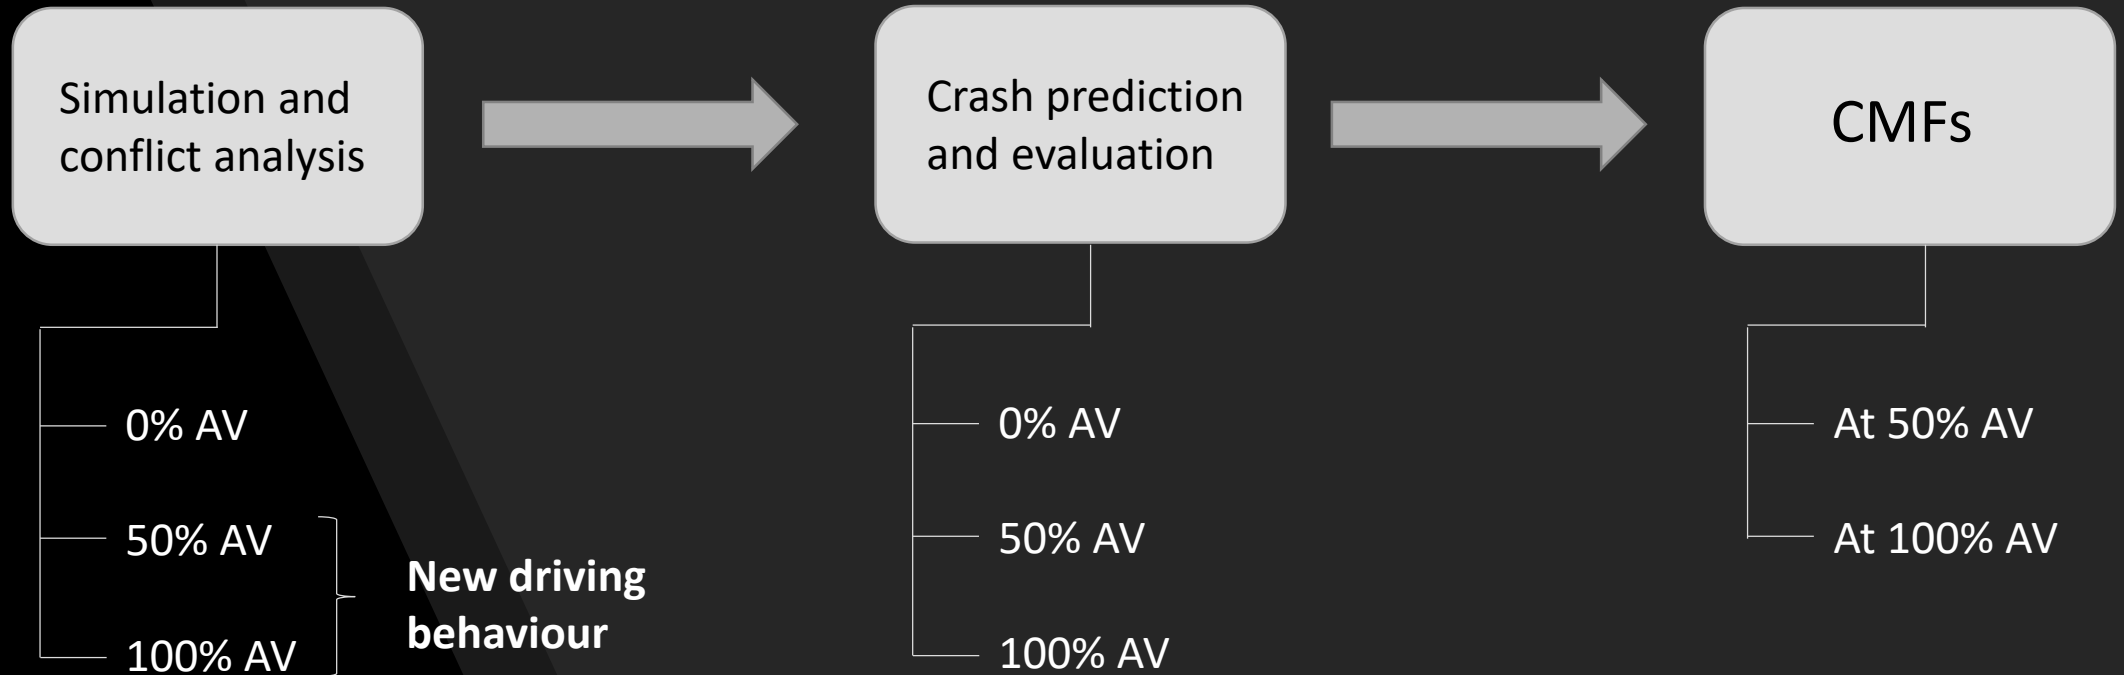 Simulation and
conflict analysis
Crash prediction
and evaluation
CMFs
0% AV
50% AV
100% AV
New driving
behaviour
0% AV
50% AV
100% AV
At 50% AV
At 100% AV